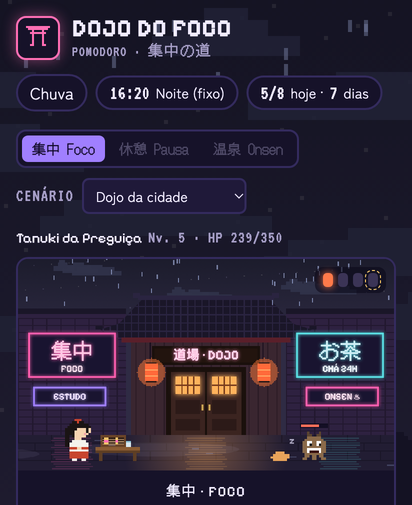 DOJO DO FOCO
POMODORO · 集中の道
Chuva
16:20 Noite (fixo)
5/8 hoje · 7 dias
集中 Foco
休憩 Pausa
温泉 Onsen
CENÁRIO
Dojo da cidade
Tanuki da Preguiça Nv. 5 · HP 239/350
集中
FOCO
道場·DOJO
お茶
CHÁ 24H
ESTUDO
ONSEN♨
z
集中 · FOCO